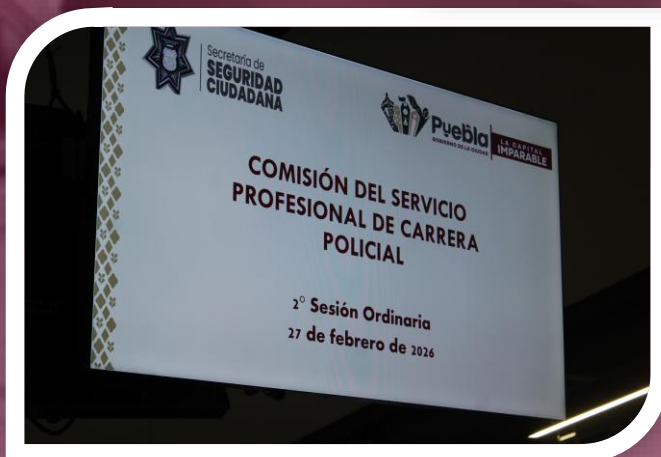 Secretaría de
SEGURIDAD
CIUDADANA
Puebla
GOBIERNO DE LA CIUDAD
LA CAPITAL
IMPARABLE
COMISIÓN DEL SERVICIO
PROFESIONAL DE CARRERA
POLICIAL
2° Sesión Ordinaria
27 de febrero de 2026